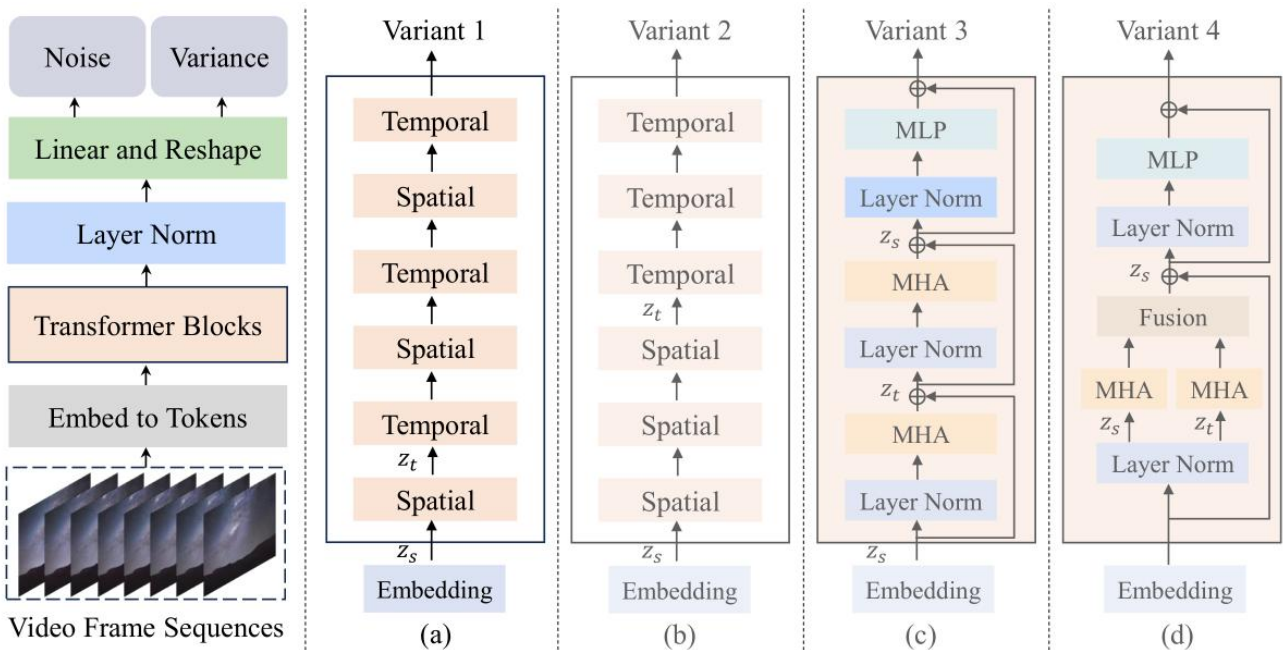 Noise
Variance
Linear and Reshape
Layer Norm
Transformer Blocks
Embed to Tokens
Video Frame Sequences
Variant 1
Temporal
Spatial
Temporal
Spatial
Temporal
z_t
Spatial
z_s
Embedding
(a)
Variant 2
Temporal
Temporal
Temporal
z_t
Spatial
Spatial
Spatial
z_s
Embedding
(b)
Variant 3
MLP
Layer Norm
z_s
MHA
Layer Norm
z_t
MHA
Layer Norm
z_s
Embedding
(c)
Variant 4
MLP
Layer Norm
z_s
Fusion
MHA
MHA
z_s
z_t
Layer Norm
Embedding
(d)